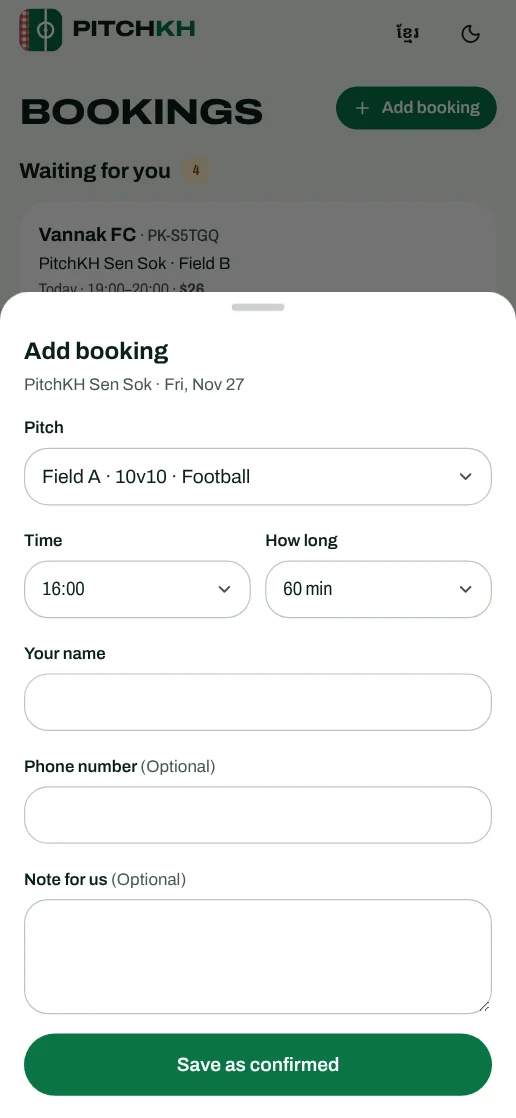 PITCHKH
ខ្មែរ
BOOKINGS
+ Add booking
Waiting for you 4
Vannak FC · PK-S5TGQ
PitchKH Sen Sok · Field B
Today · 19:00–20:00 · $26
Add booking
PitchKH Sen Sok · Fri, Nov 27
Pitch
Field A · 10v10 · Football
Time How long
16:00 60 min
Your name
Phone number (Optional)
Note for us (Optional)
Save as confirmed